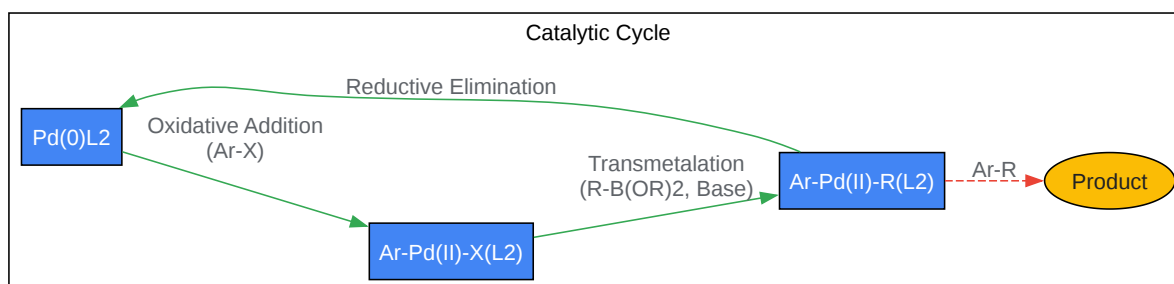 Catalytic Cycle
Reductive Elimination
Pd(0)L2
Oxidative Addition
(Ar-X)
Transmetalation
(R-B(OR)2, Base)
Ar-Pd(II)-R(L2)
Ar-R
Product
Ar-Pd(II)-X(L2)